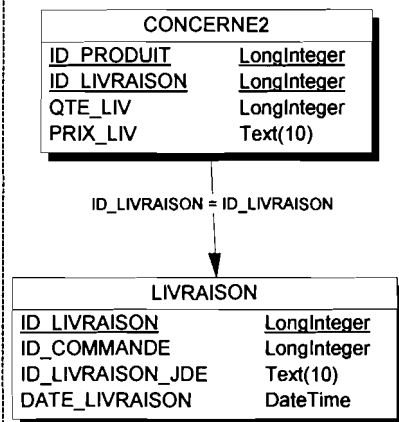 CONCERNE2
ID_PRODUIT LongInteger
ID_LIVRAISON LongInteger
QTE_LIV LongInteger
PRIX_LIV Text(10)
ID_LIVRAISON = ID_LIVRAISON
LIVRAISON
ID_LIVRAISON LongInteger
ID_COMMANDE LongInteger
ID_LIVRAISON_JDE Text(10)
DATE_LIVRAISON DateTime